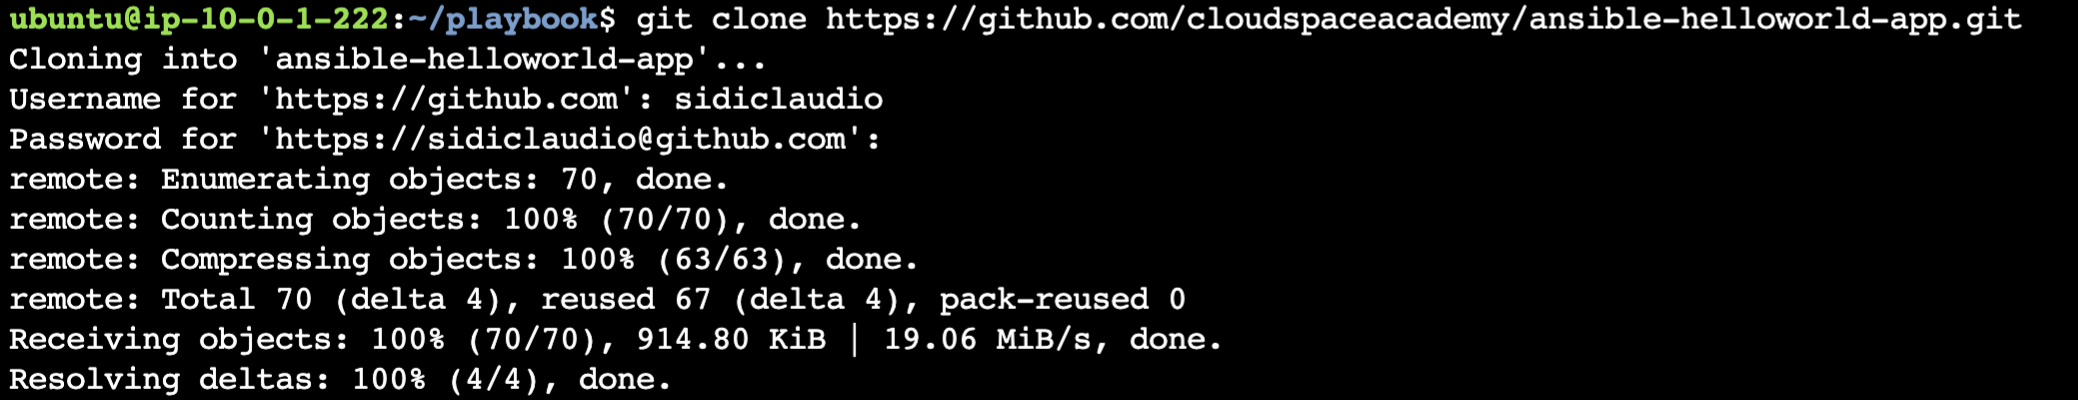 ubuntu@ip-10-0-1-222:~/playbook$ git clone https://github.com/cloudspaceacademy/ansible-helloworld-app.git
Cloning into 'ansible-helloworld-app'...
Username for 'https://github.com': sidiclaudio
Password for 'https://sidiclaudio@github.com':
remote: Enumerating objects: 70, done.
remote: Counting objects: 100% (70/70), done.
remote: Compressing objects: 100% (63/63), done.
remote: Total 70 (delta 4), reused 67 (delta 4), pack-reused 0
Receiving objects: 100% (70/70), 914.80 KiB | 19.06 MiB/s, done.
Resolving deltas: 100% (4/4), done.